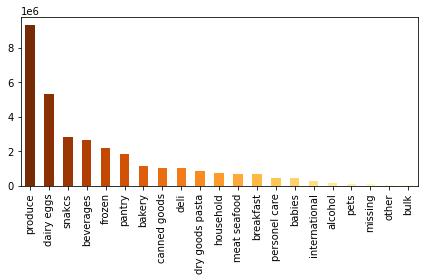 1e6
8
6
4
2
0
produce
dairy eggs
snakcs
beverages
frozen
pantry
bakery
canned goods
deli
dry goods pasta
household
meat seafood
breakfast
personel care
babies
international
alcohol
pets
missing
other
bulk